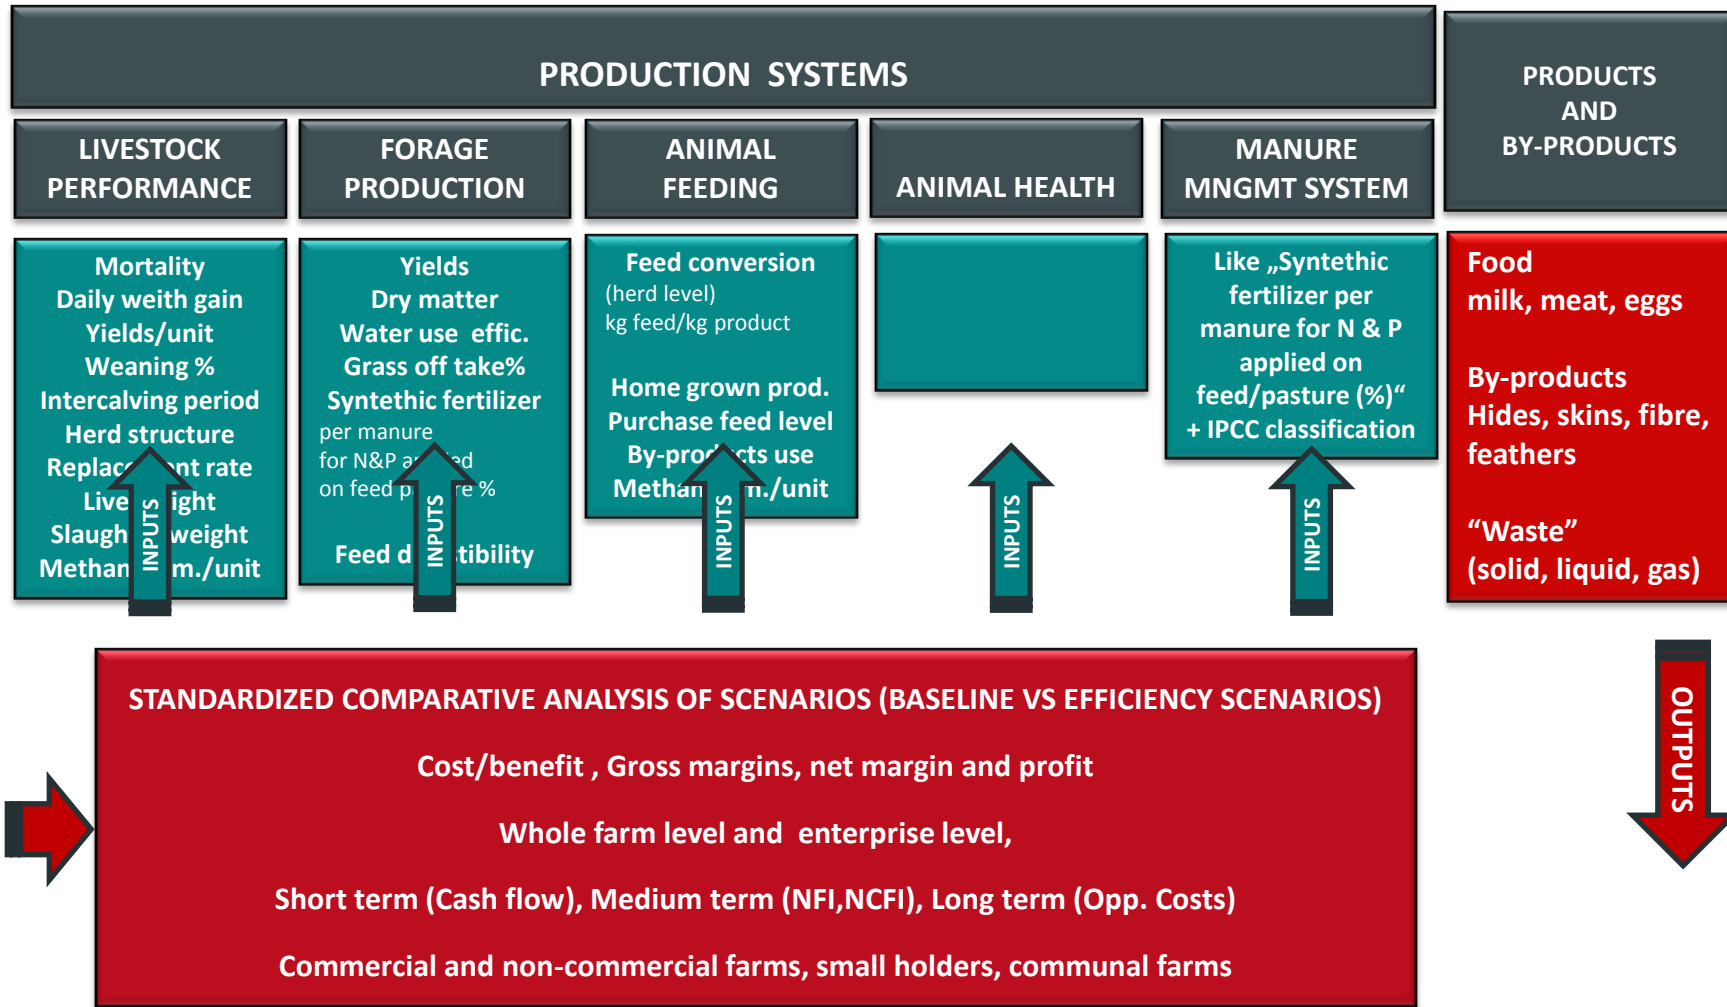 PRODUCTION SYSTEMS
PRODUCTS
AND
BY-PRODUCTS
LIVESTOCK
PERFORMANCE
FORAGE
PRODUCTION
ANIMAL
FEEDING
ANIMAL HEALTH
MANURE
MNGMT SYSTEM
Mortality
Daily weith gain
Yields/unit
Weaning %
Intercalving period
Herd structure
rate
Slaugh weight
Methan m./unit
INPUTS
Yields
Dry matter
Water use effic.
Grass off take%
Syntethic fertilizer
per manure
for N&P
on feed %
Feed
INPUTS
Feed conversion
(herd level)
kg feed/kg product
Home grown prod.
Purchase feed level
By-products use
Methan m./unit
INPUTS
INPUTS
Like „Syntethic
fertilizer per
manure for N & P
applied on
feed/pasture (%)“
+ IPCC classification
INPUTS
Food
milk, meat, eggs
By-products
Hides, skins, fibre,
feathers
“Waste”
(solid, liquid, gas)
OUTPUTS
STANDARDIZED COMPARATIVE ANALYSIS OF SCENARIOS (BASELINE VS EFFICIENCY SCENARIOS)
Cost/benefit , Gross margins, net margin and profit
Whole farm level and enterprise level,
Short term (Cash flow), Medium term (NFI,NCFI), Long term (Opp. Costs)
Commercial and non-commercial farms, small holders, communal farms